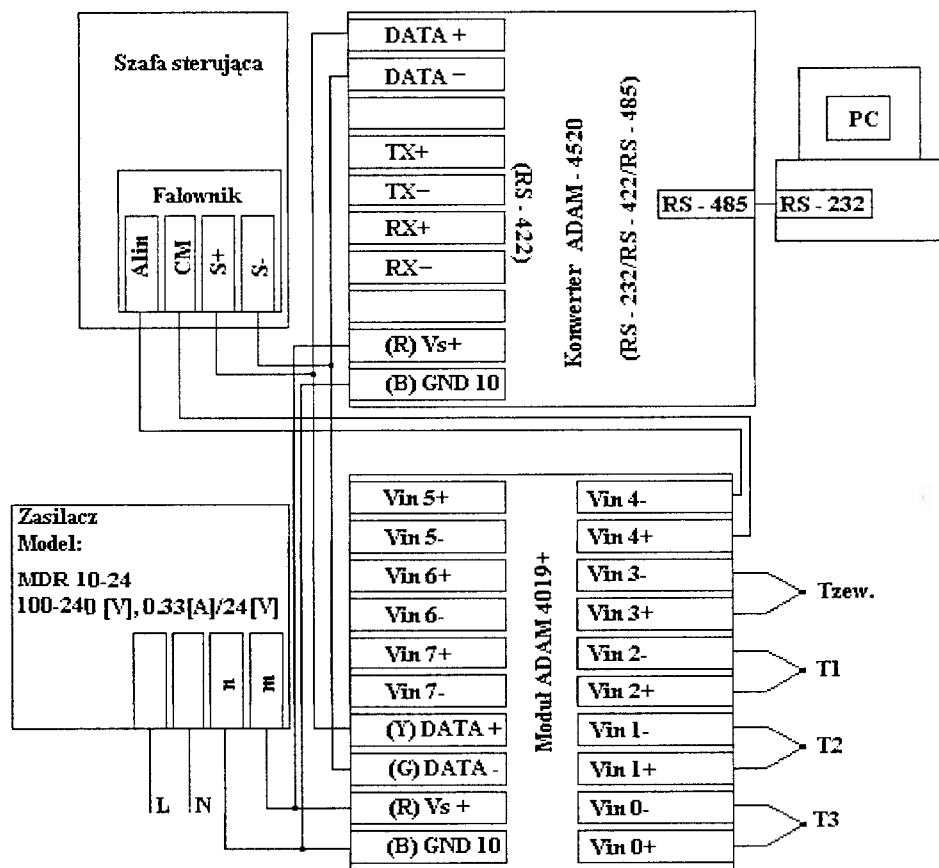 Szafa sterująca
Falownik
Alin
CM
S+
S-
DATA +
DATA −
TX+
TX−
RX+
RX−
(R) Vs+
(B) GND 10
(RS - 422)
Konwerter ADAM - 4520
(RS - 232/RS - 422/RS - 485)
RS - 485
RS - 232
PC
Zasilacz
Model:
MDR 10-24
100-240 [V], 0.33[A]/24 [V]
n
m
L
N
Vin 5+
Vin 5-
Vin 6+
Vin 6-
Vin 7+
Vin 7-
(Y) DATA +
(G) DATA -
(R) Vs +
(B) GND 10
Moduł ADAM 4019+
Vin 4-
Vin 4+
Vin 3-
Vin 3+
Vin 2-
Vin 2+
Vin 1-
Vin 1+
Vin 0-
Vin 0+
Tzew.
T1
T2
T3